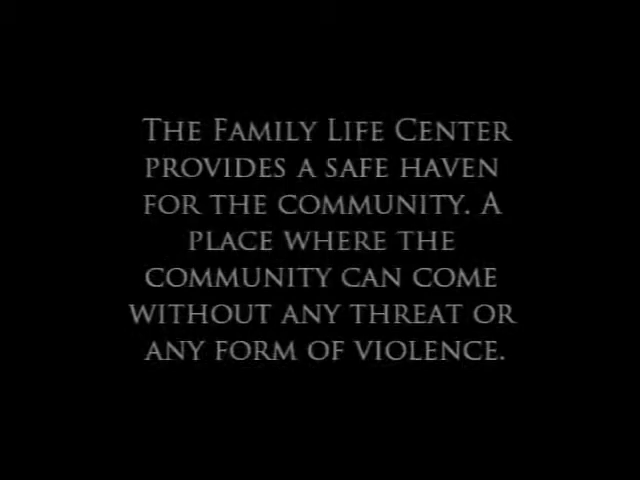 THE FAMILY LIFE CENTER
PROVIDES A SAFE HAVEN
FOR THE COMMUNITY. A
PLACE WHERE THE
COMMUNITY CAN COME
WITHOUT ANY THREAT OR
ANY FORM OF VIOLENCE.